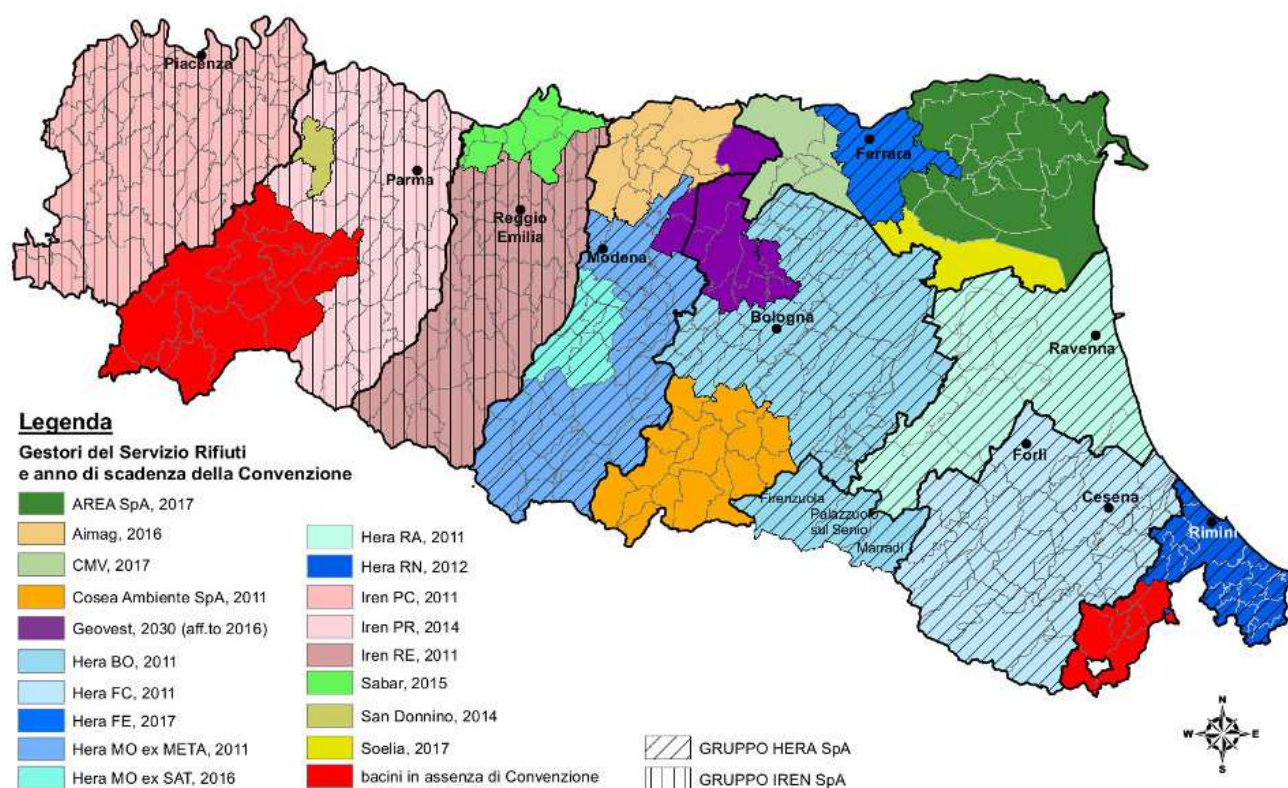 Piacenza
Parma
Reggio
Emilia
Modena
Bologna
Ferrara
Ravenna
Forlì
Cesena
Rimini
Firenzuola
Palazzuolo
sul Senio
Marradi
Legenda
Gestori del Servizio Rifiuti
e anno di scadenza della Convenzione
AREA SpA, 2017
Aimag, 2016
CMV, 2017
Cosea Ambiente SpA, 2011
Geovest, 2030 (aff.to 2016)
Hera BO, 2011
Hera FC, 2011
Hera FE, 2017
Hera MO ex META, 2011
Hera MO ex SAT, 2016
Hera RA, 2011
Hera RN, 2012
Iren PC, 2011
Iren PR, 2014
Iren RE, 2011
Sabar, 2015
San Donnino, 2014
Soelia, 2017
bacini in assenza di Convenzione
GRUPPO HERA SpA
GRUPPO IREN SpA
N
W E
S